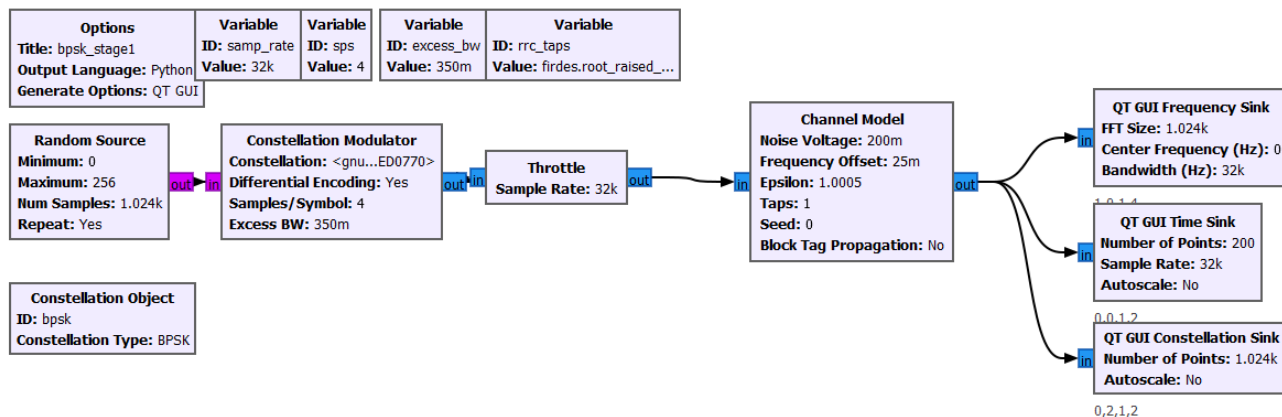 Options
Title: bpsk_stage1
Output Language: Python
Generate Options: QT GUI
Variable
ID: samp_rate
Value: 32k
Variable
ID: sps
Value: 4
Variable
ID: excess_bw
Value: 350m
Variable
ID: rrc_taps
Value: firdes.root_raised_...
Random Source
Minimum: 0
Maximum: 256
Num Samples: 1.024k
Repeat: Yes
out
in
Constellation Modulator
Constellation: <gnu...ED0770>
Differential Encoding: Yes
Samples/Symbol: 4
Excess BW: 350m
out
in
Throttle
Sample Rate: 32k
out
in
Channel Model
Noise Voltage: 200m
Frequency Offset: 25m
Epsilon: 1.0005
Taps: 1
Seed: 0
Block Tag Propagation: No
out
in
QT GUI Frequency Sink
FFT Size: 1.024k
Center Frequency (Hz): 0
Bandwidth (Hz): 32k
in
QT GUI Time Sink
Number of Points: 200
Sample Rate: 32k
Autoscale: No
0,0,1,2
in
QT GUI Constellation Sink
Number of Points: 1.024k
Autoscale: No
0,2,1,2
Constellation Object
ID: bpsk
Constellation Type: BPSK